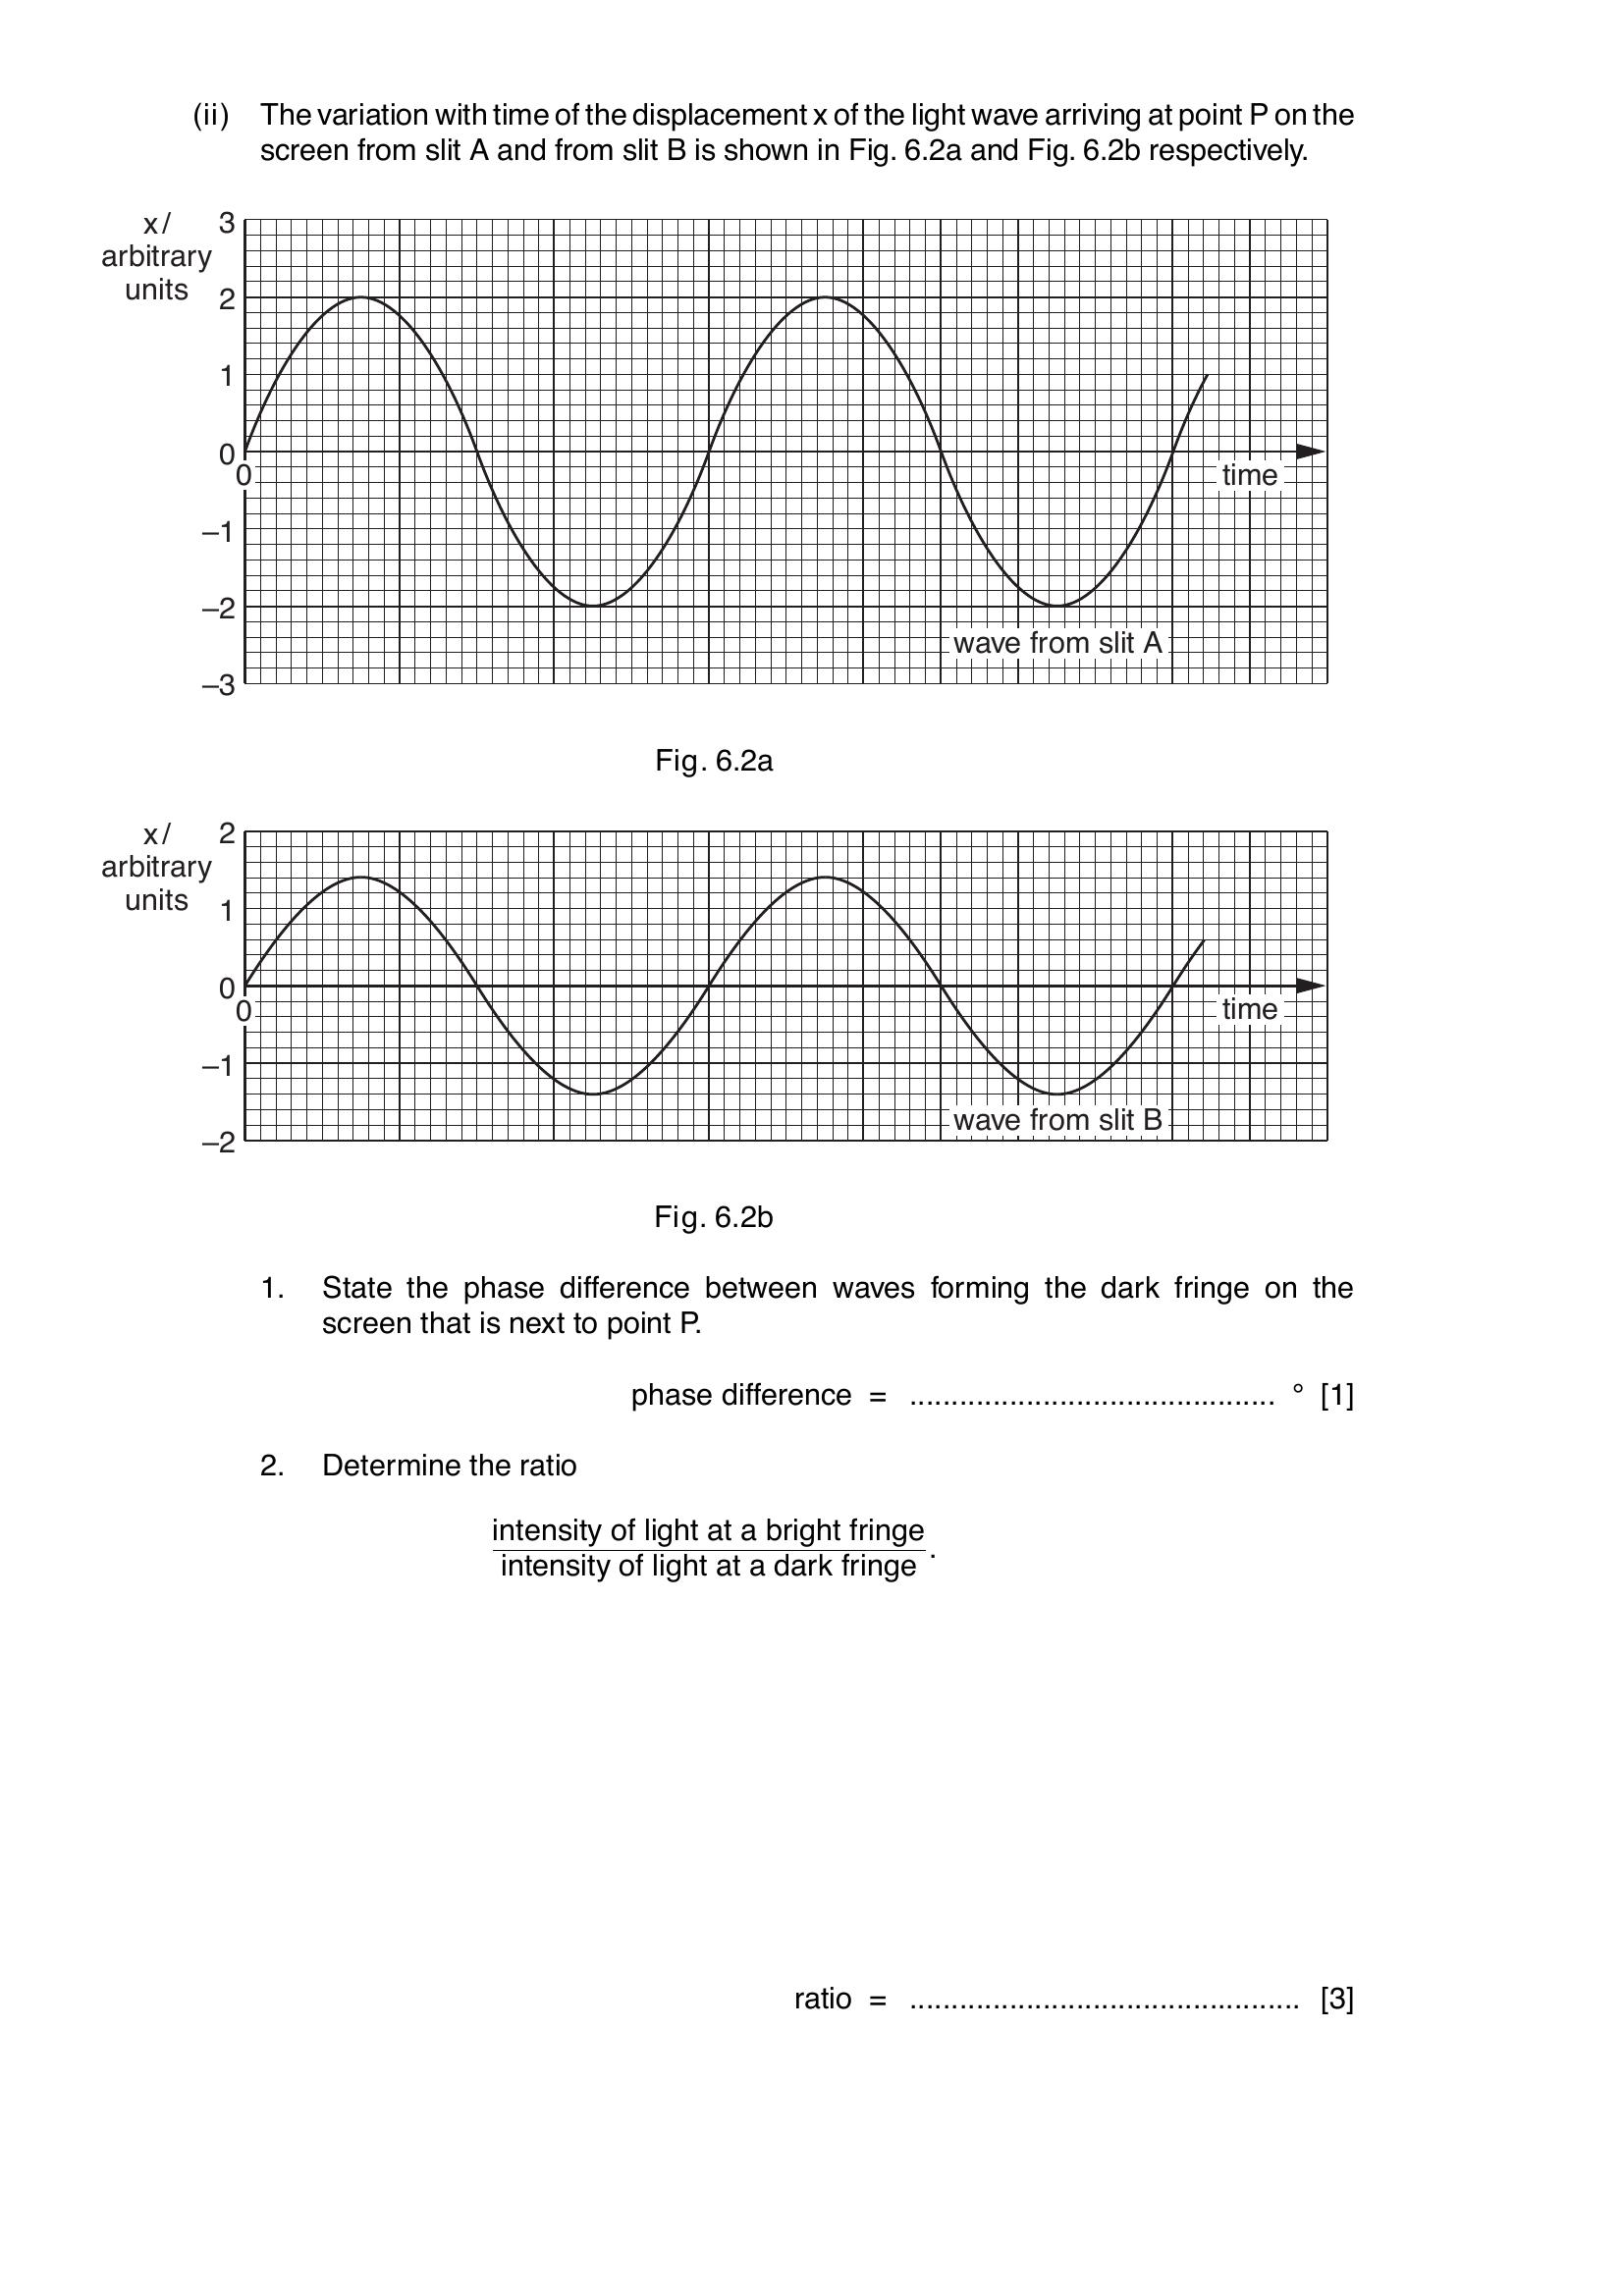 (ii) The variation with time of the displacement x of the light wave arriving at point P on the
screen from slit A and from slit B is shown in Fig. 6.2a and Fig. 6.2b respectively.
x /
arbitrary
units
3
2
1
0
0
–1
–2
–3
time
wave from slit A
Fig. 6.2a
x /
arbitrary
units
2
1
0
0
–1
–2
time
wave from slit B
Fig. 6.2b
1. State the phase difference between waves forming the dark fringe on the
screen that is next to point P.
phase difference = ............................................ ° [1]
2. Determine the ratio
intensity of light at a bright fringe
intensity of light at a dark fringe .
ratio = ............................................... [3]